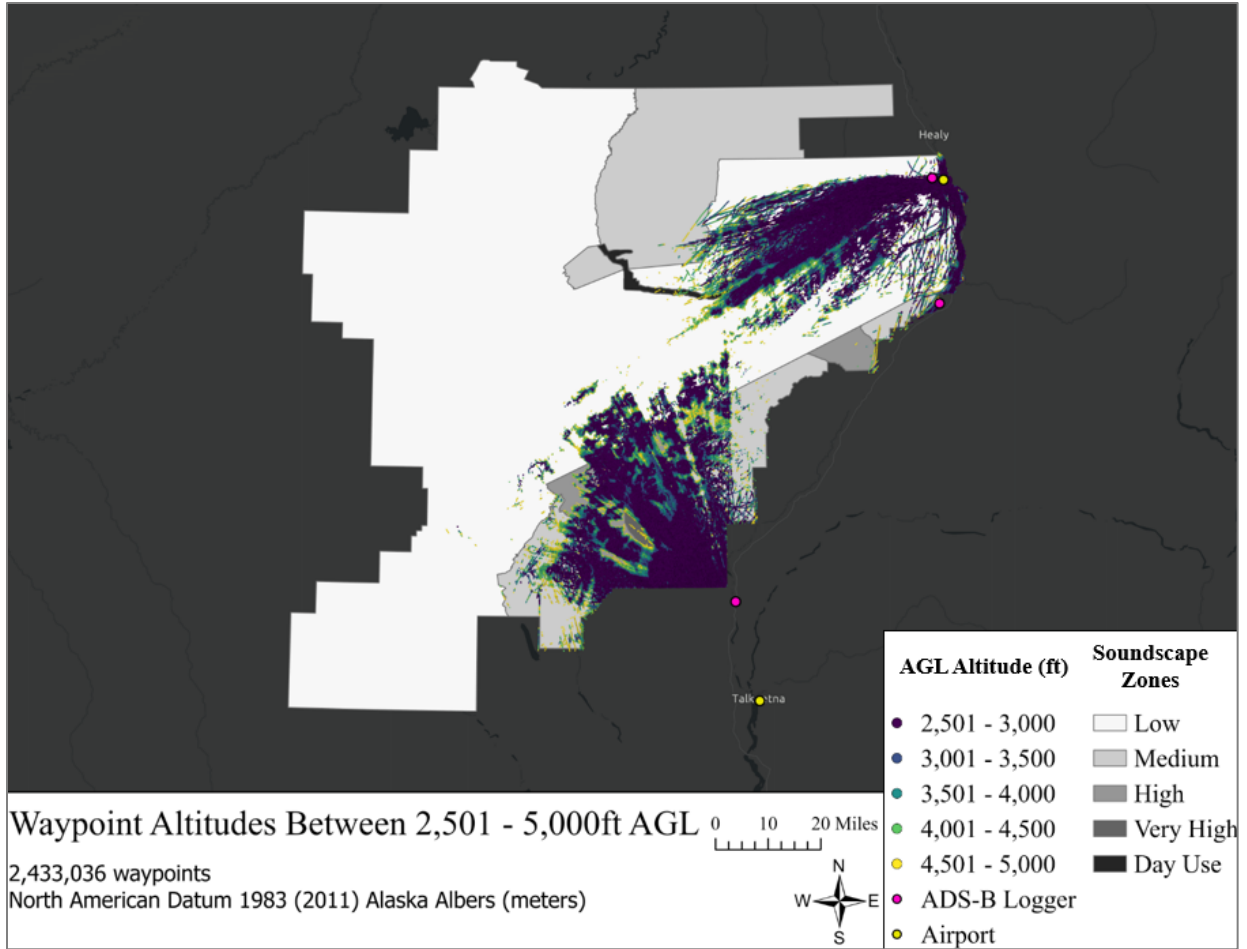 Healy
Talkeetna
AGL Altitude (ft)
2,501 - 3,000
3,001 - 3,500
3,501 - 4,000
4,001 - 4,500
4,501 - 5,000
ADS-B Logger
Airport
Soundscape
Zones
Low
Medium
High
Very High
Day Use
Waypoint Altitudes Between 2,501 - 5,000ft AGL
0 10 20 Miles
2,433,036 waypoints
North American Datum 1983 (2011) Alaska Albers (meters)
N
W E
S